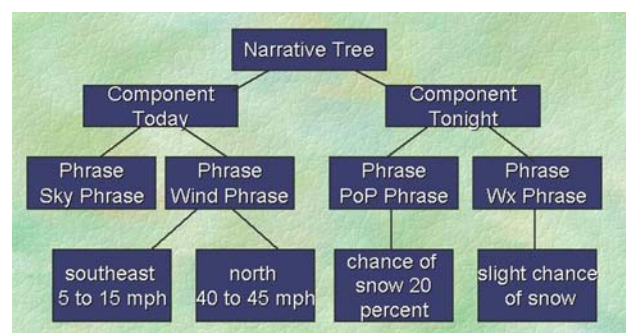 Narrative Tree
Component
Today
Component
Tonight
Phrase
Sky Phrase
Phrase
Wind Phrase
Phrase
PoP Phrase
Phrase
Wx Phrase
southeast
5 to 15 mph
north
40 to 45 mph
chance of
snow 20
percent
slight chance
of snow